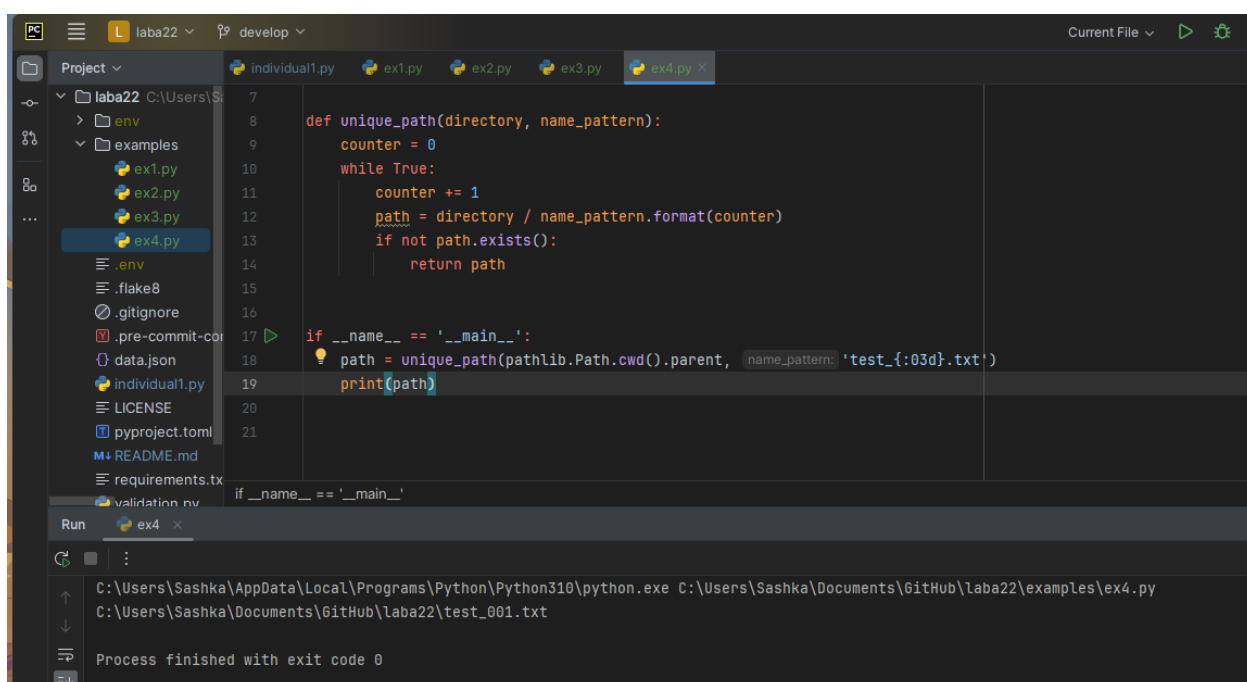 PC L laba22 develop Current File
Project individual1.py ex1.py ex2.py ex3.py ex4.py
laba22 C:\Users\Sa
env
examples
ex1.py
ex2.py
ex3.py
ex4.py
.env
.flake8
.gitignore
.pre-commit-cor
data.json
individual1.py
LICENSE
pyproject.toml
M↓ README.md
requirements.tx
validation.py
7
8 def unique_path(directory, name_pattern):
9 counter = 0
10 while True:
11 counter += 1
12 path = directory / name_pattern.format(counter)
13 if not path.exists():
14 return path
15
16
17 if __name__ == '__main__':
18 path = unique_path(pathlib.Path.cwd().parent, name_pattern: 'test_{:03d}.txt')
19 print(path)
20
21
if __name__ == '__main__'
Run ex4
C:\Users\Sashka\AppData\Local\Programs\Python\Python310\python.exe C:\Users\Sashka\Documents\GitHub\laba22\examples\ex4.py
C:\Users\Sashka\Documents\GitHub\laba22\test_001.txt
Process finished with exit code 0